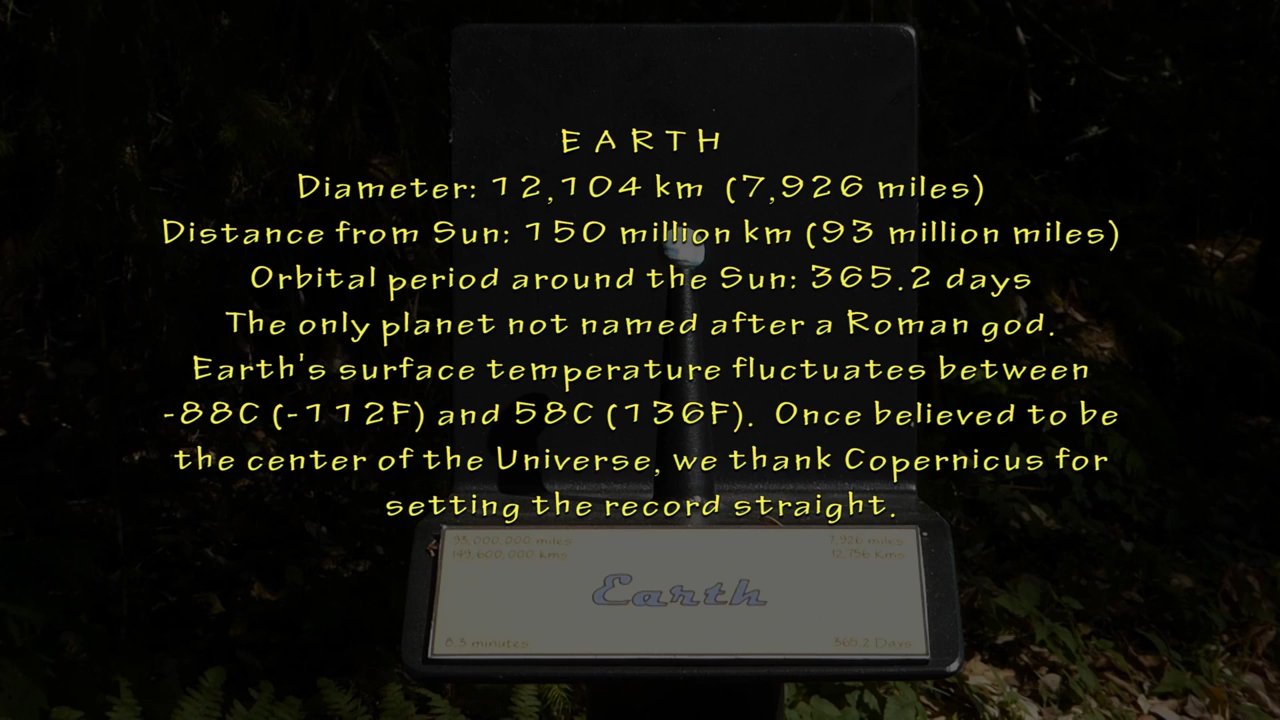 EARTH
Diameter: 12,104 km (7,926 miles)
Distance from Sun: 150 million km (93 million miles)
Orbital period around the Sun: 365.2 days
The only planet not named after a Roman god.
Earth's surface temperature fluctuates between
-88C (-112F) and 58C (136F). Once believed to be
the center of the Universe, we thank Copernicus for
setting the record straight.
93,000,000 miles 7,926 miles
149,600,000 kms 12,756 Kms
Earth
8.3 minutes 365.2 Days